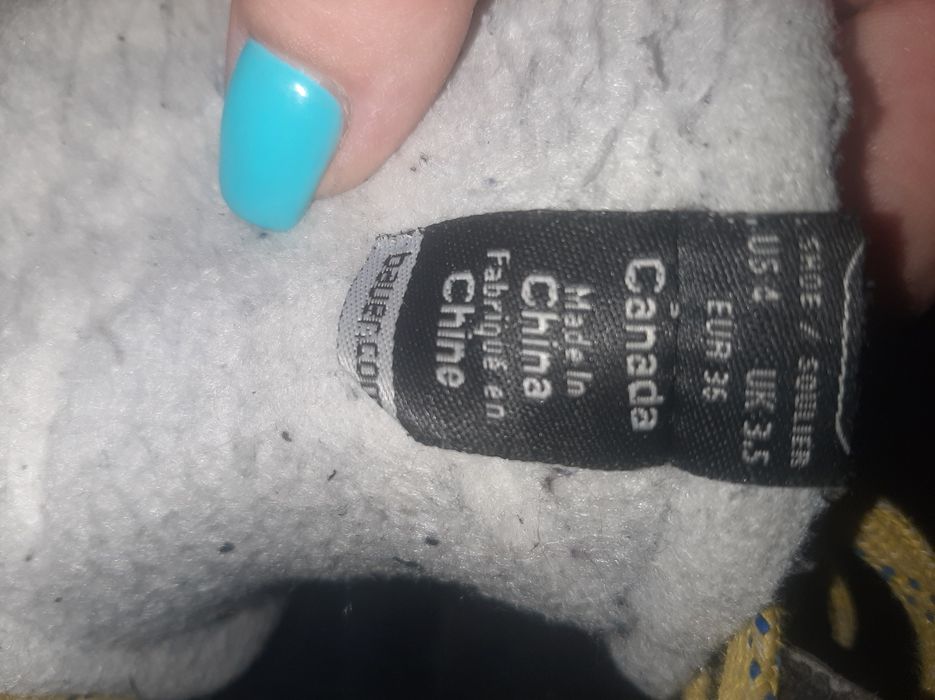 SHOE / SOULIER
US 4 UK 3.5
EUR 36
Canada
Made In
China
Fabriqué en
Chine
bauer.com